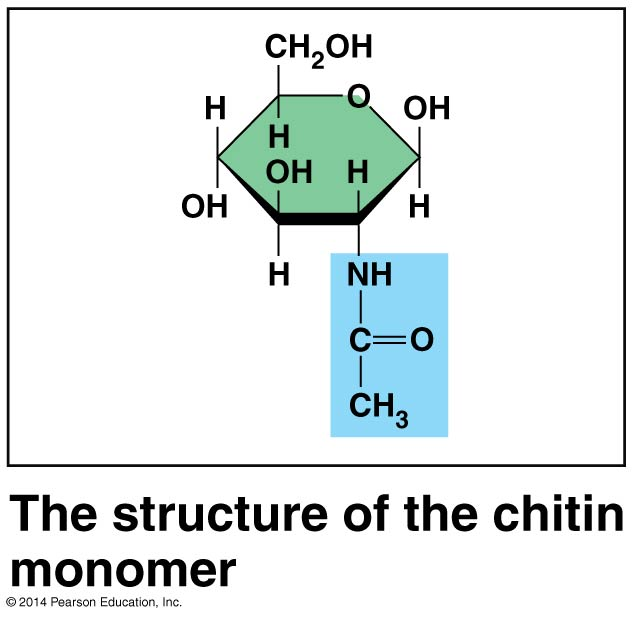 CH2OH
O
H
OH
H
OH
H
OH
H
H
NH
C=O
CH3
The structure of the chitin
monomer
© 2014 Pearson Education, Inc.